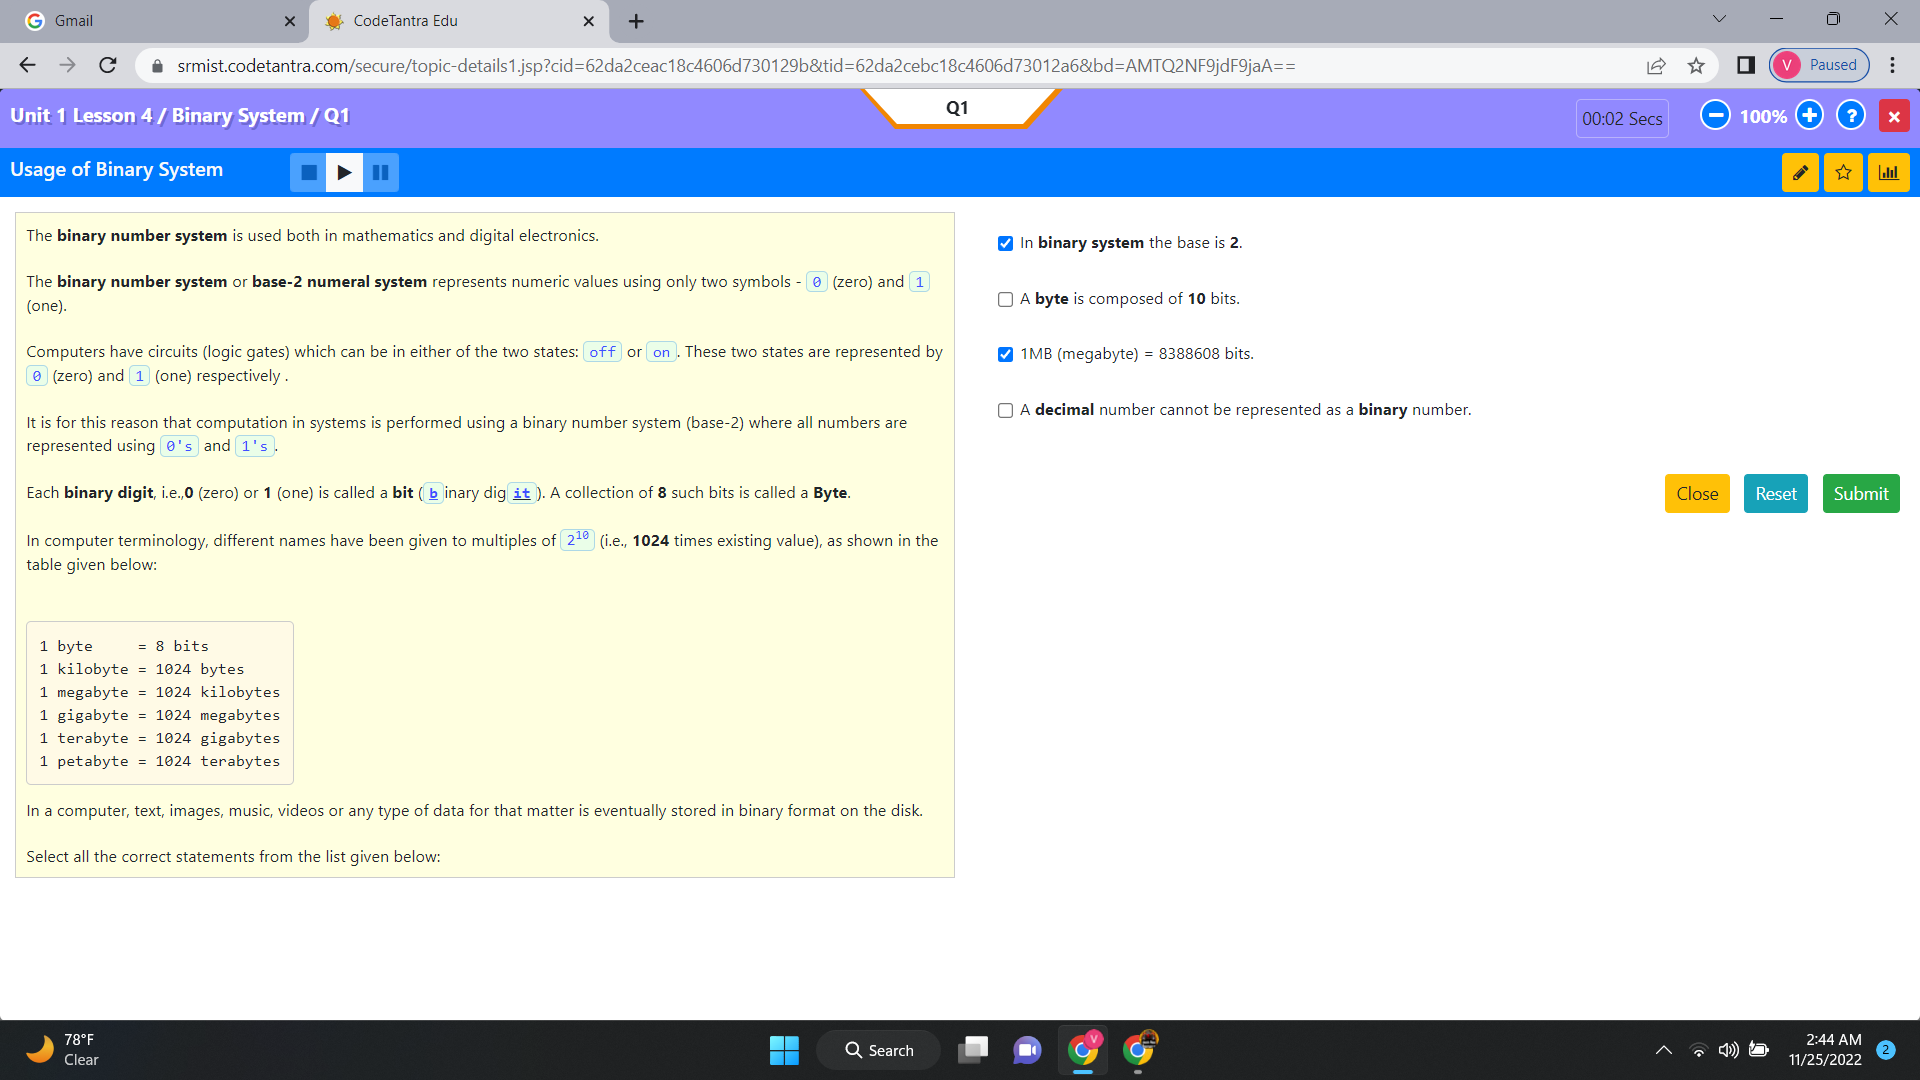 Gmail
CodeTantra Edu
srmist.codetantra.com/secure/topic-details1.jsp?cid=62da2ceac18c4606d730129b&tid=62da2cebc18c4606d73012a6&bd=AMTQ2NF9jdF9jaA==
V Paused
Unit 1 Lesson 4 / Binary System / Q1
Q1
00:02 Secs
100%
?
Usage of Binary System
The binary number system is used both in mathematics and digital electronics.
The binary number system or base-2 numeral system represents numeric values using only two symbols - 0 (zero) and 1
(one).
Computers have circuits (logic gates) which can be in either of the two states: off or on. These two states are represented by
0 (zero) and 1 (one) respectively .
It is for this reason that computation in systems is performed using a binary number system (base-2) where all numbers are
represented using 0's and 1's.
Each binary digit, i.e.,0 (zero) or 1 (one) is called a bit (binary digit). A collection of 8 such bits is called a Byte.
In computer terminology, different names have been given to multiples of 2¹⁰ (i.e., 1024 times existing value), as shown in the
table given below:
1 byte     = 8 bits
1 kilobyte = 1024 bytes
1 megabyte = 1024 kilobytes
1 gigabyte = 1024 megabytes
1 terabyte = 1024 gigabytes
1 petabyte = 1024 terabytes
In a computer, text, images, music, videos or any type of data for that matter is eventually stored in binary format on the disk.
Select all the correct statements from the list given below:
In binary system the base is 2.
A byte is composed of 10 bits.
1MB (megabyte) = 8388608 bits.
A decimal number cannot be represented as a binary number.
Close
Reset
Submit
78°F
Clear
Search
V
2:44 AM
11/25/2022
2